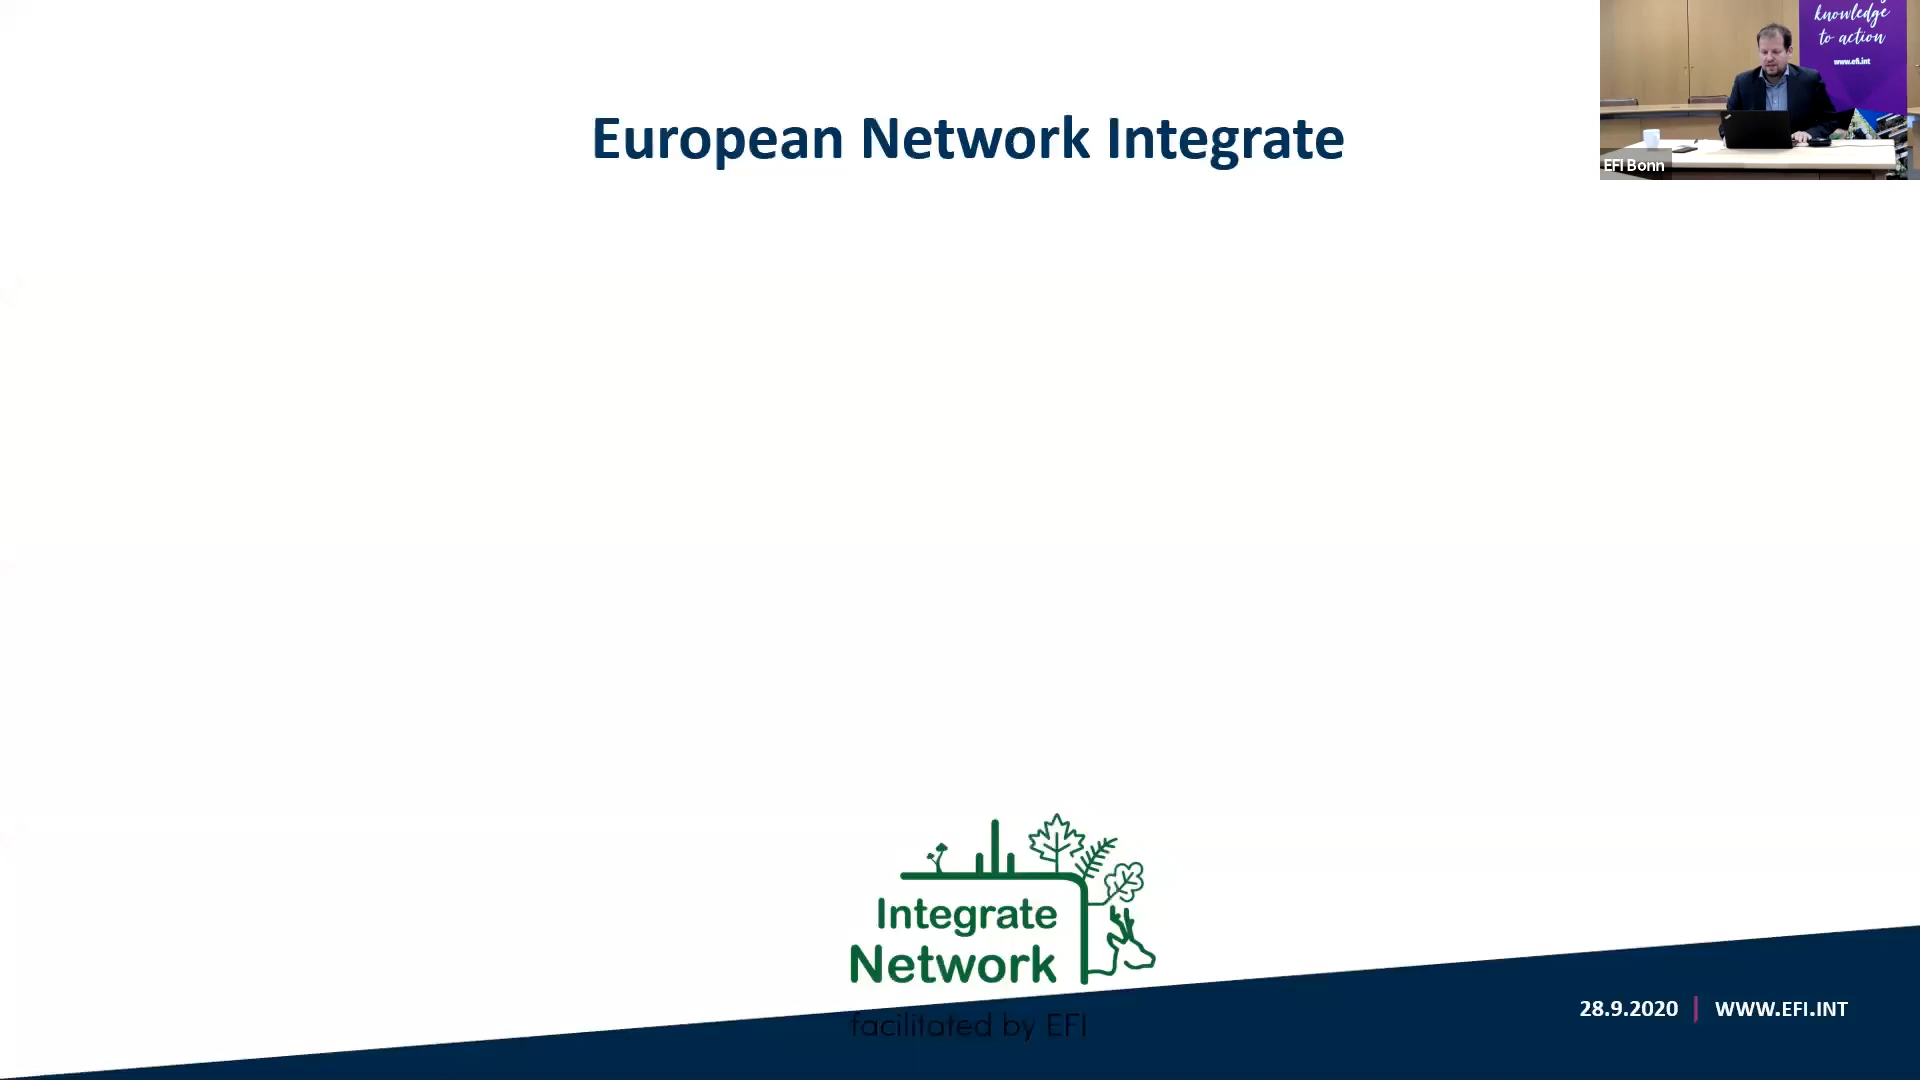 knowledge
to action
www.efi.int
EFI Bonn
European Network Integrate
Integrate
Network
facilitated by EFI
28.9.2020 | WWW.EFI.INT